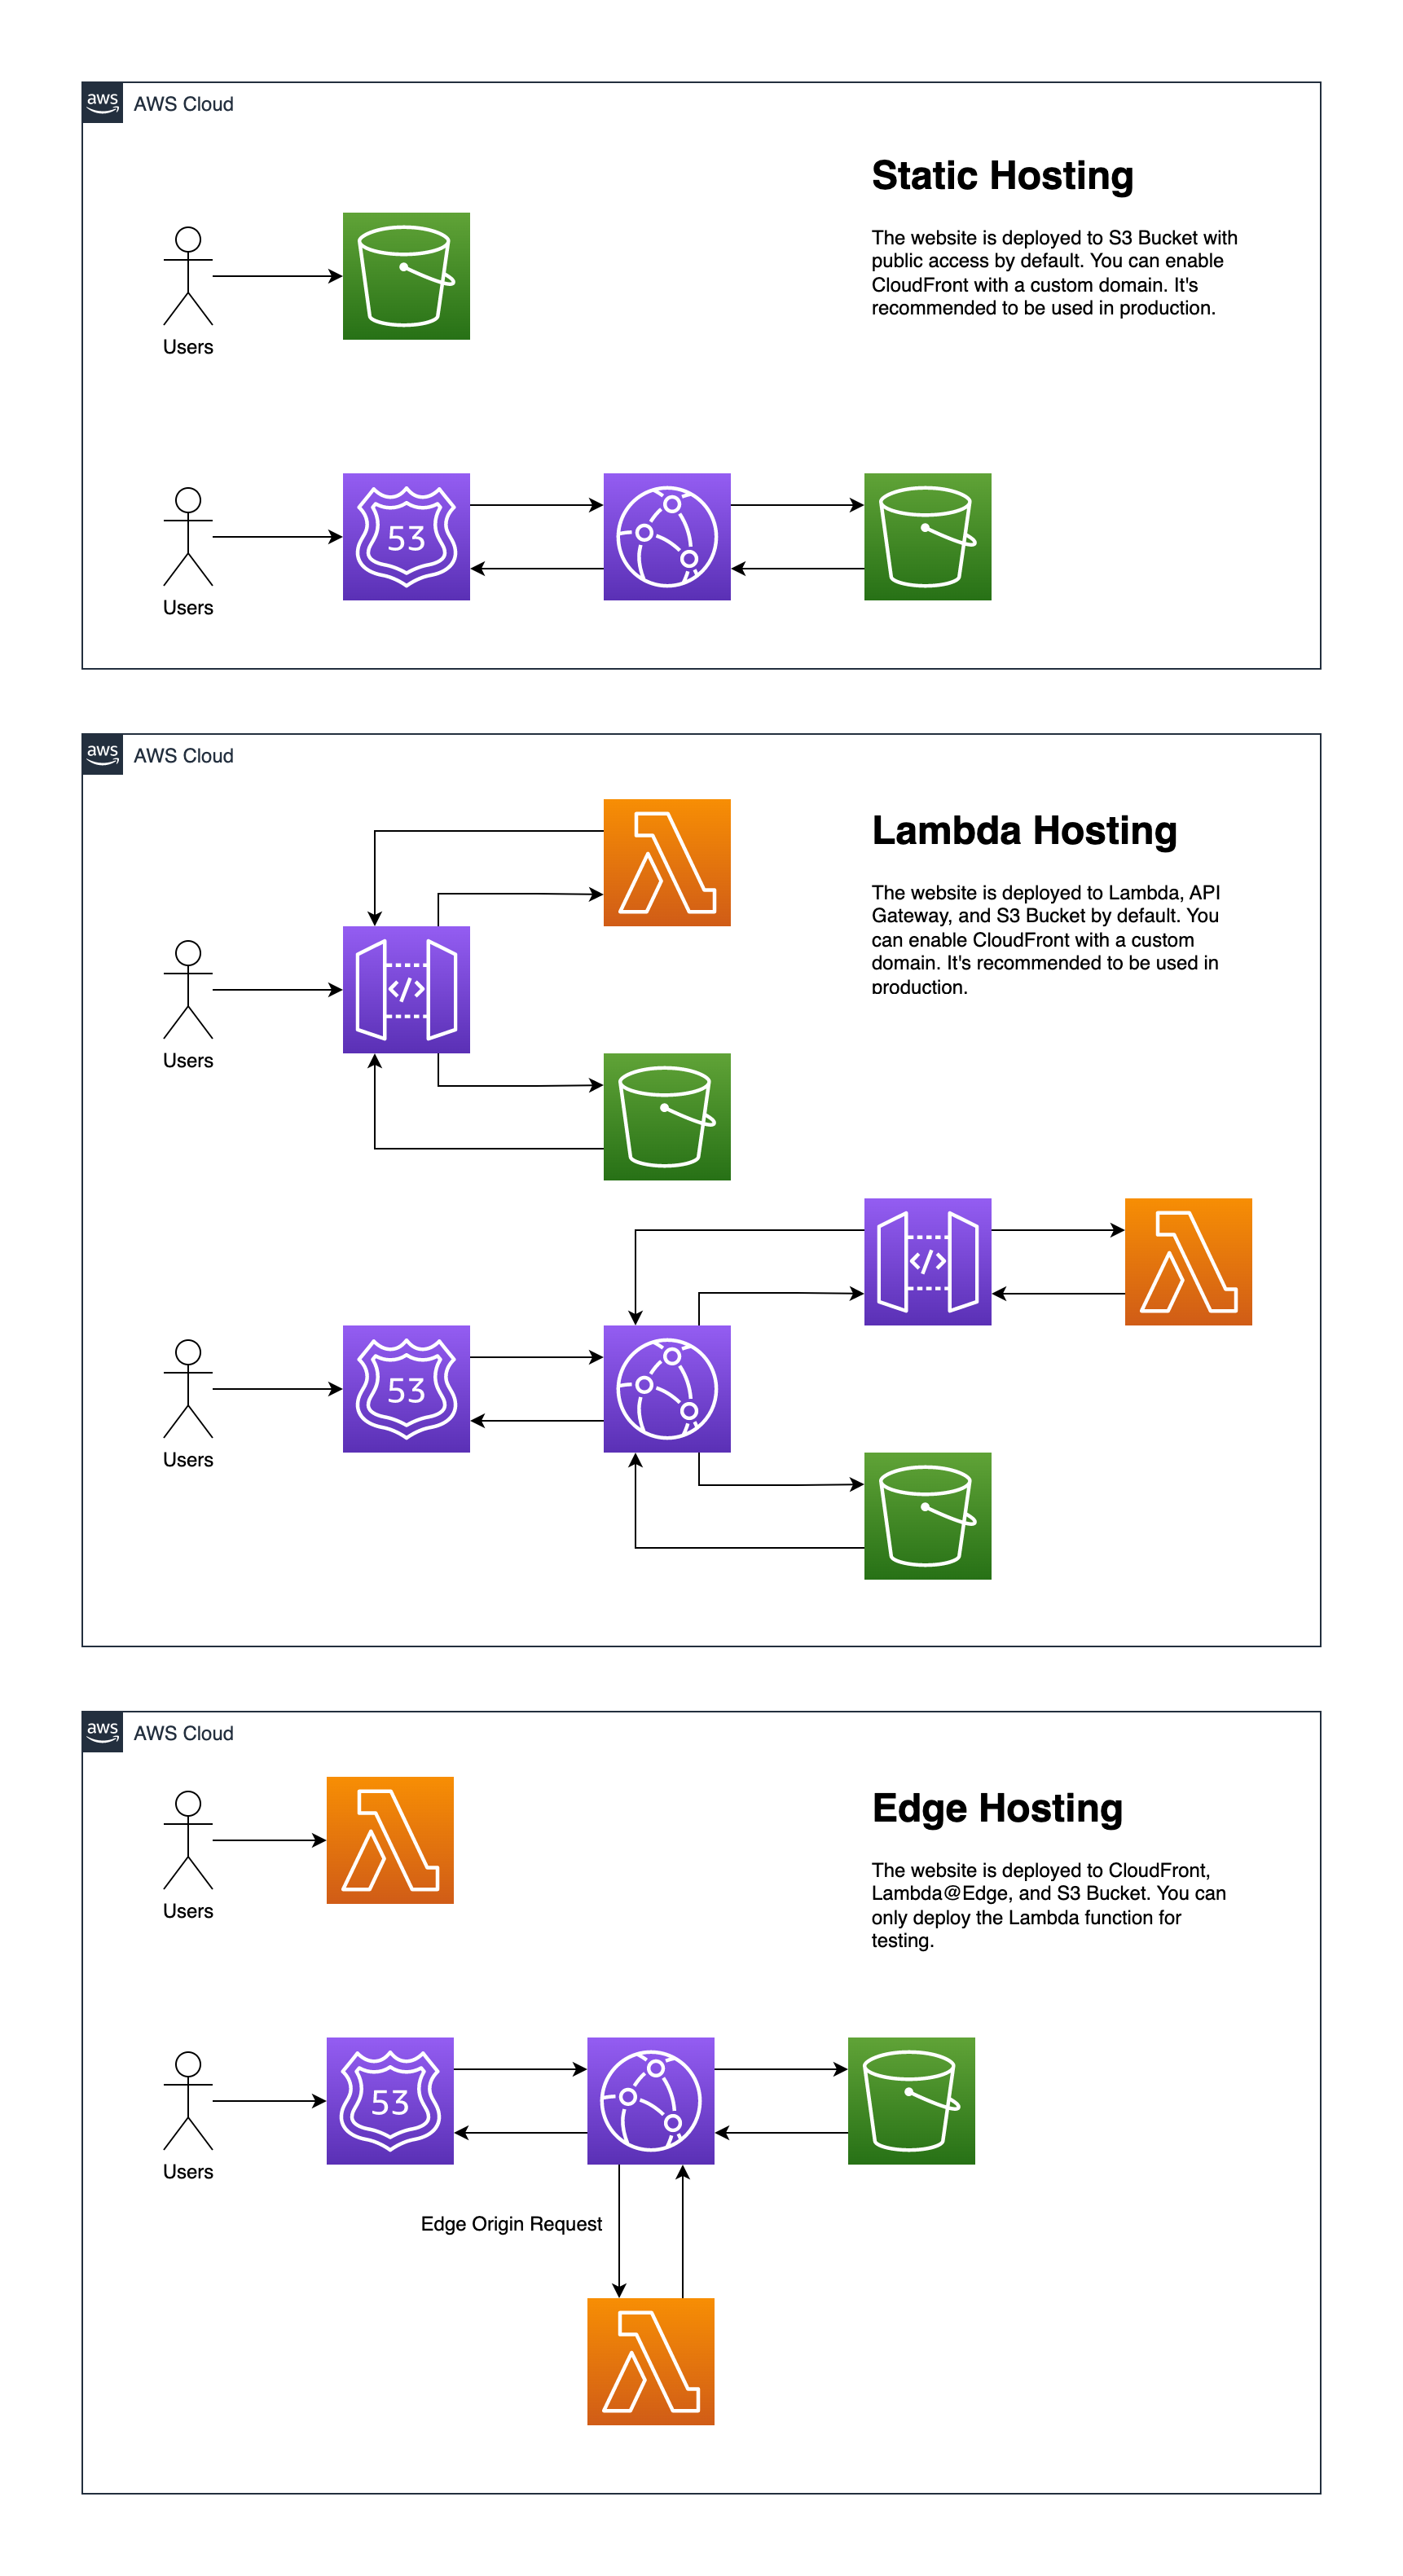 aws
AWS Cloud
Static Hosting
The website is deployed to S3 Bucket with
public access by default. You can enable
CloudFront with a custom domain. It's
recommended to be used in production.
Users
53
Users
aws
AWS Cloud
Lambda Hosting
The website is deployed to Lambda, API
Gateway, and S3 Bucket by default. You
can enable CloudFront with a custom
domain. It's recommended to be used in
production.
</>
Users
</>
53
Users
aws
AWS Cloud
Edge Hosting
The website is deployed to CloudFront,
Lambda@Edge, and S3 Bucket. You can
only deploy the Lambda function for
testing.
Users
53
Users
Edge Origin Request